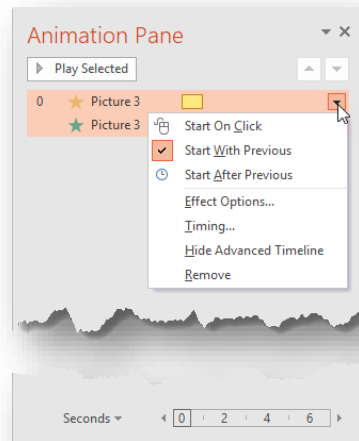 Animation Pane
Play Selected
0 Picture 3
Picture 3
Start On Click
Start With Previous
Start After Previous
Effect Options...
Timing...
Hide Advanced Timeline
Remove
Seconds 0 2 4 6